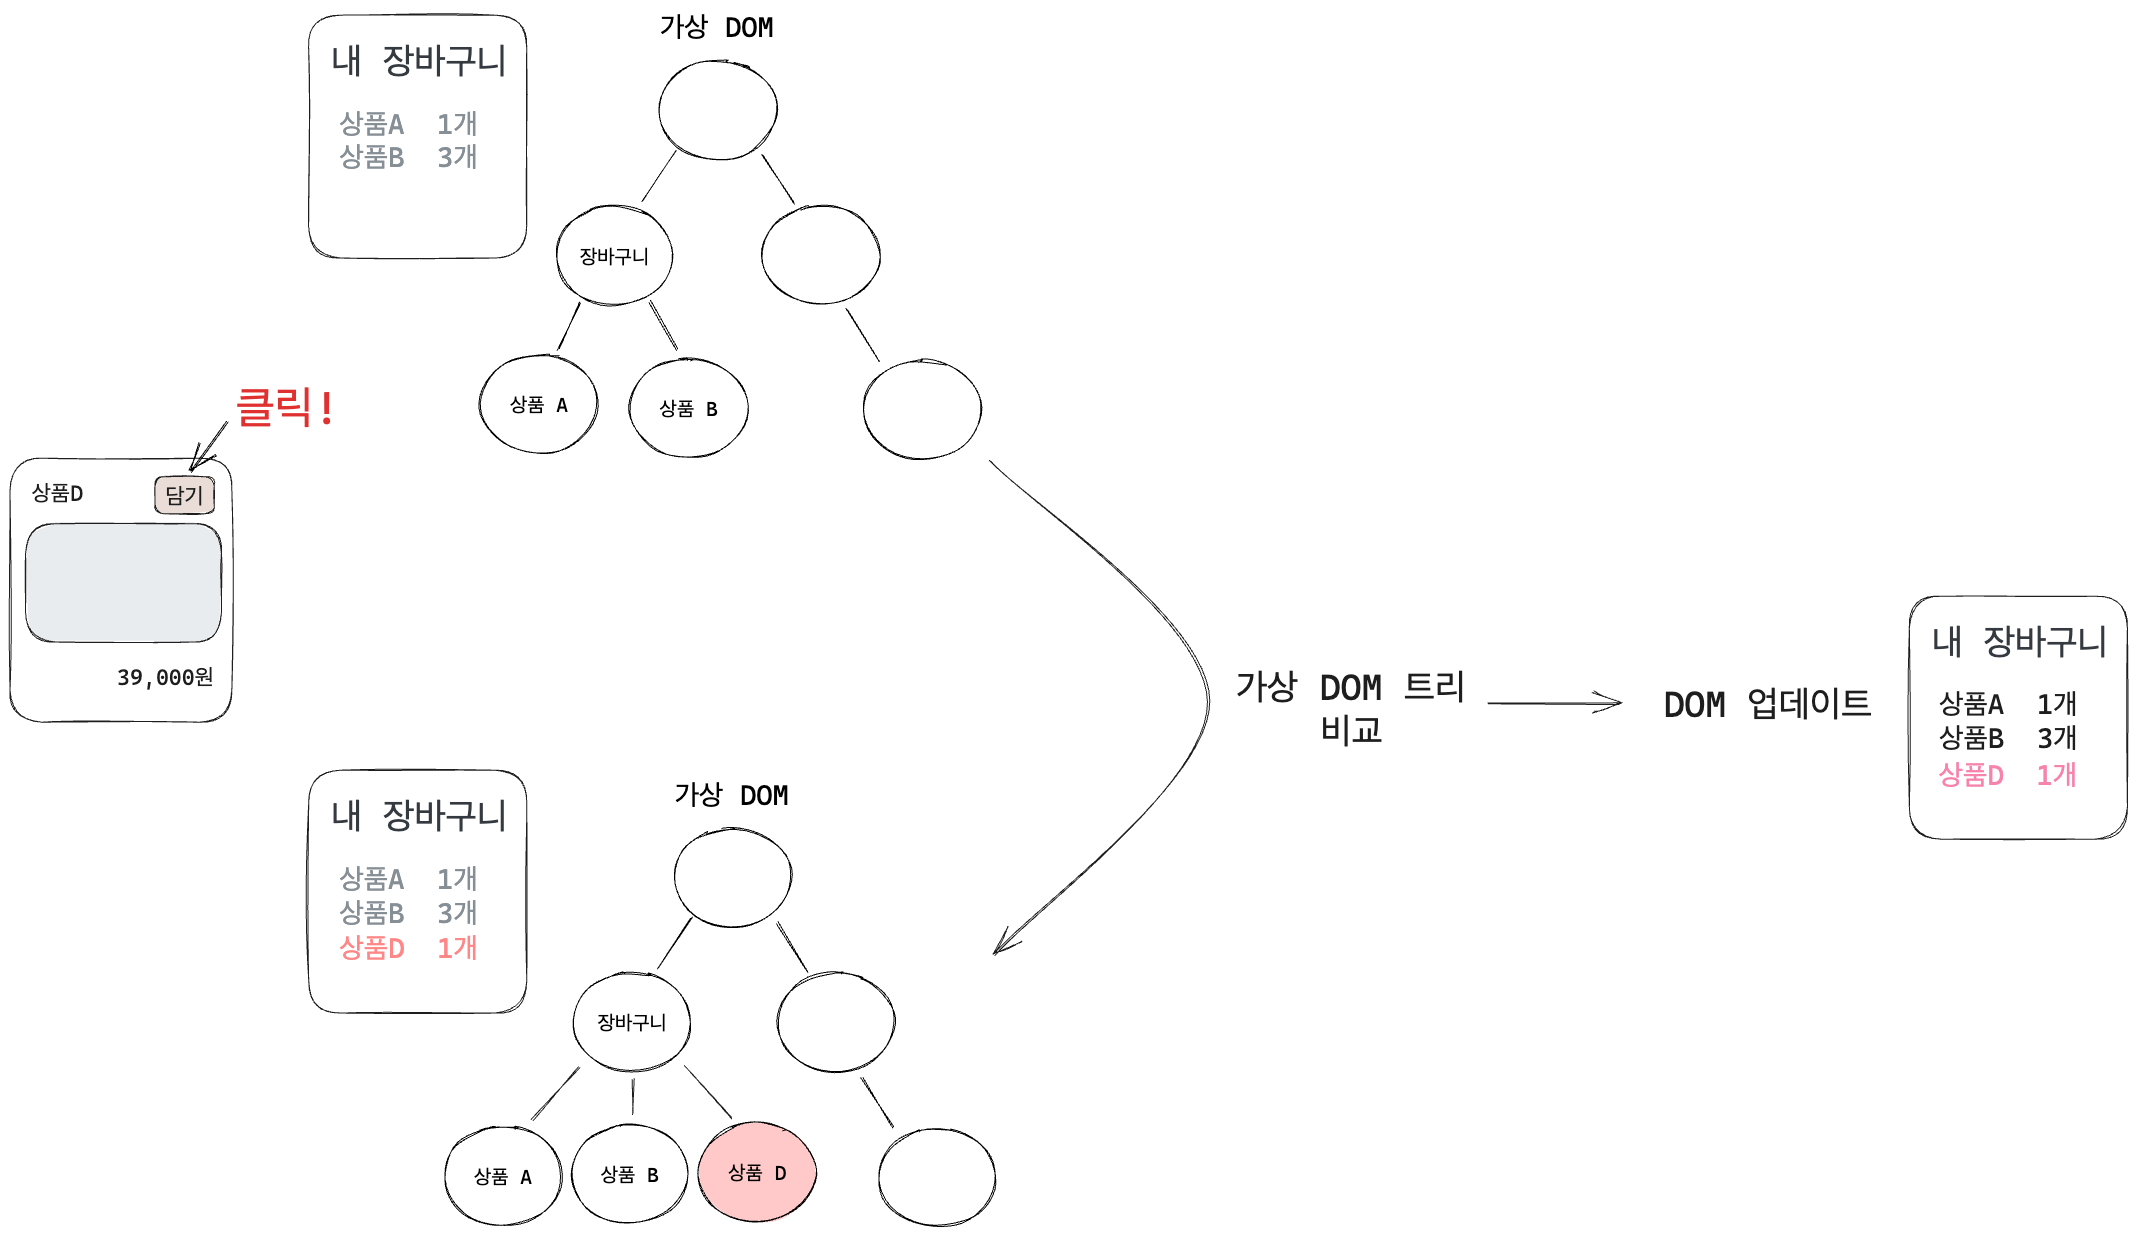 내 장바구니
상품A 1개
상품B 3개
가상 DOM
장바구니
상품 A
상품 B
클릭!
상품D
담기
39,000원
가상 DOM 트리
비교
DOM 업데이트
내 장바구니
상품A 1개
상품B 3개
상품D 1개
내 장바구니
상품A 1개
상품B 3개
상품D 1개
가상 DOM
장바구니
상품 A
상품 B
상품 D